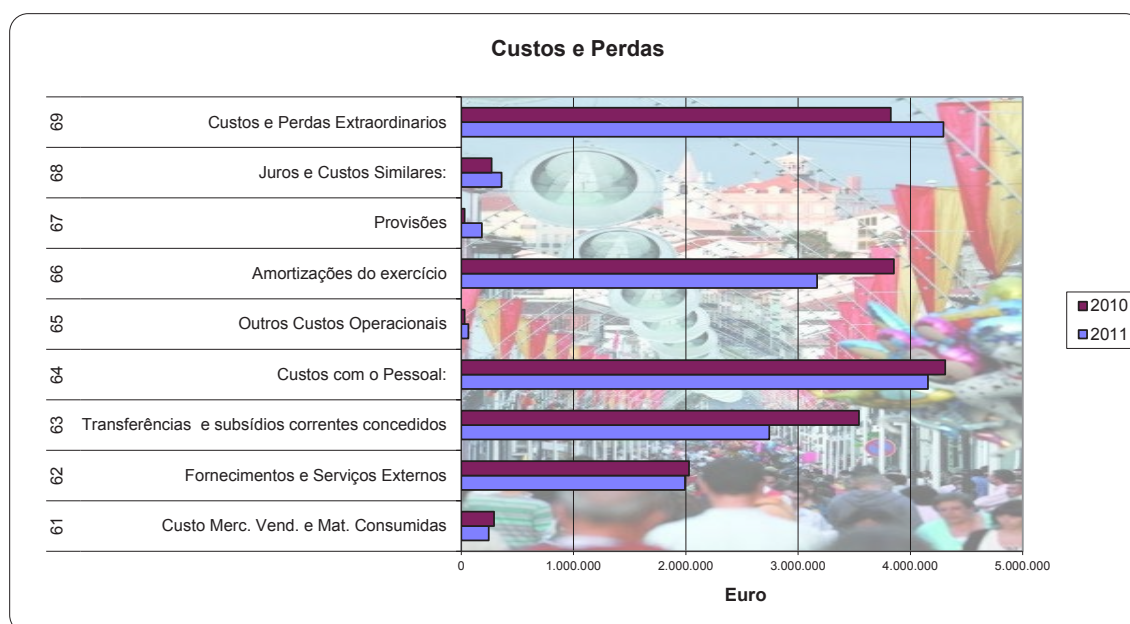 Custos e Perdas
69 Custos e Perdas Extraordinarios
68 Juros e Custos Similares:
67 Provisões
66 Amortizações do exercício
65 Outros Custos Operacionais
64 Custos com o Pessoal:
63 Transferências e subsídios correntes concedidos
62 Fornecimentos e Serviços Externos
61 Custo Merc. Vend. e Mat. Consumidas
0 1.000.000 2.000.000 3.000.000 4.000.000 5.000.000
Euro
2010
2011